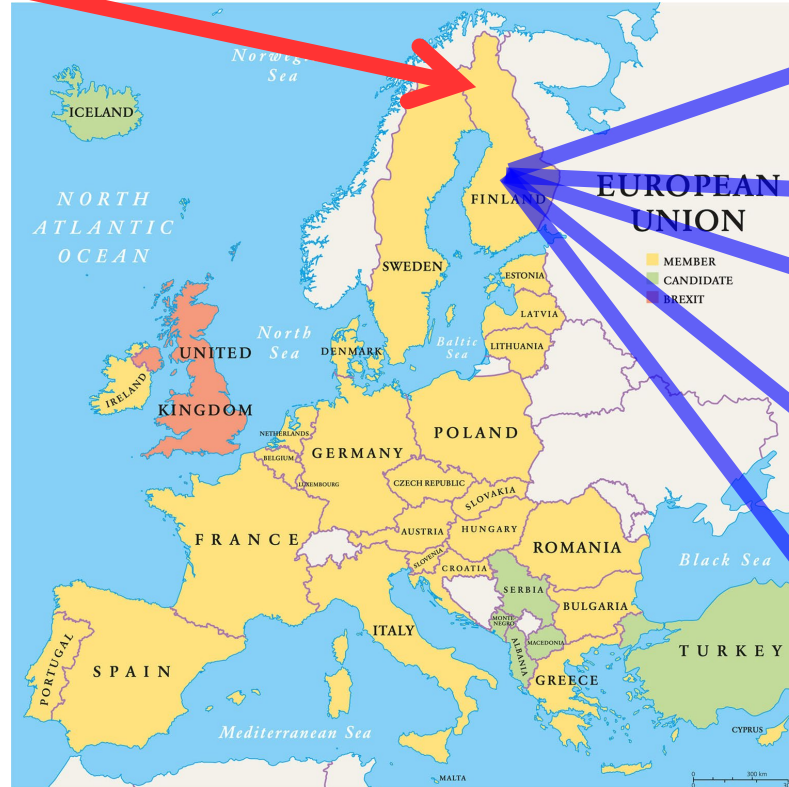 Norwegian
Sea
ICELAND
NORTH
ATLANTIC
OCEAN
FINLAND
EUROPEAN
UNION
MEMBER
CANDIDATE
BREXIT
SWEDEN
ESTONIA
LATVIA
LITHUANIA
North
Sea
DENMARK
Baltic
Sea
UNITED
KINGDOM
IRELAND
NETHERLANDS
BELGIUM
LUXEMBOURG
GERMANY
POLAND
CZECH REPUBLIC
SLOVAKIA
AUSTRIA
HUNGARY
FRANCE
SLOVENIA
CROATIA
ROMANIA
Black Sea
SERBIA
BULGARIA
MONTE-
NEGRO
MACEDONIA
ALBANIA
ITALY
PORTUGAL
SPAIN
GREECE
TURKEY
Mediterranean Sea
CYPRUS
MALTA
0
300 km